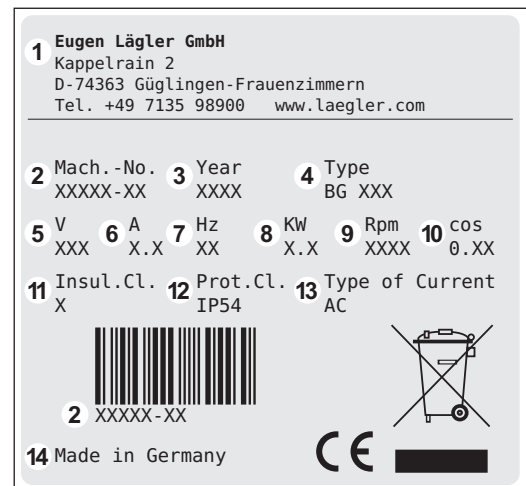 1 Eugen Lägler GmbH
Kappelrain 2
D-74363 Güglingen-Frauenzimmern
Tel. +49 7135 98900 www.laegler.com
2 Mach.-No. 3 Year 4 Type
XXXXX-XX XXXX BG XXX
5 V 6 A 7 Hz 8 KW 9 Rpm 10 cos
XXX X.X XX X.X XXXX 0.XX
11 Insul.Cl. 12 Prot.Cl. 13 Type of Current
X IP54 AC
2 XXXXX-XX
14 Made in Germany CE